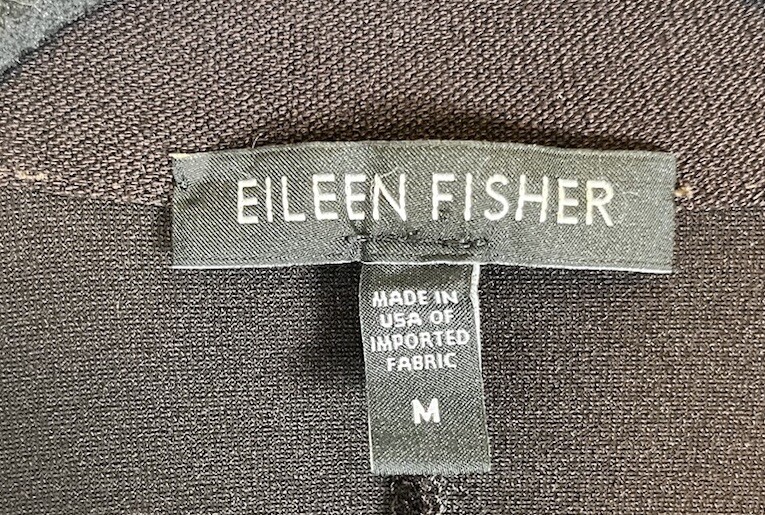 EILEEN FISHER
MADE IN
USA OF
IMPORTED
FABRIC
M